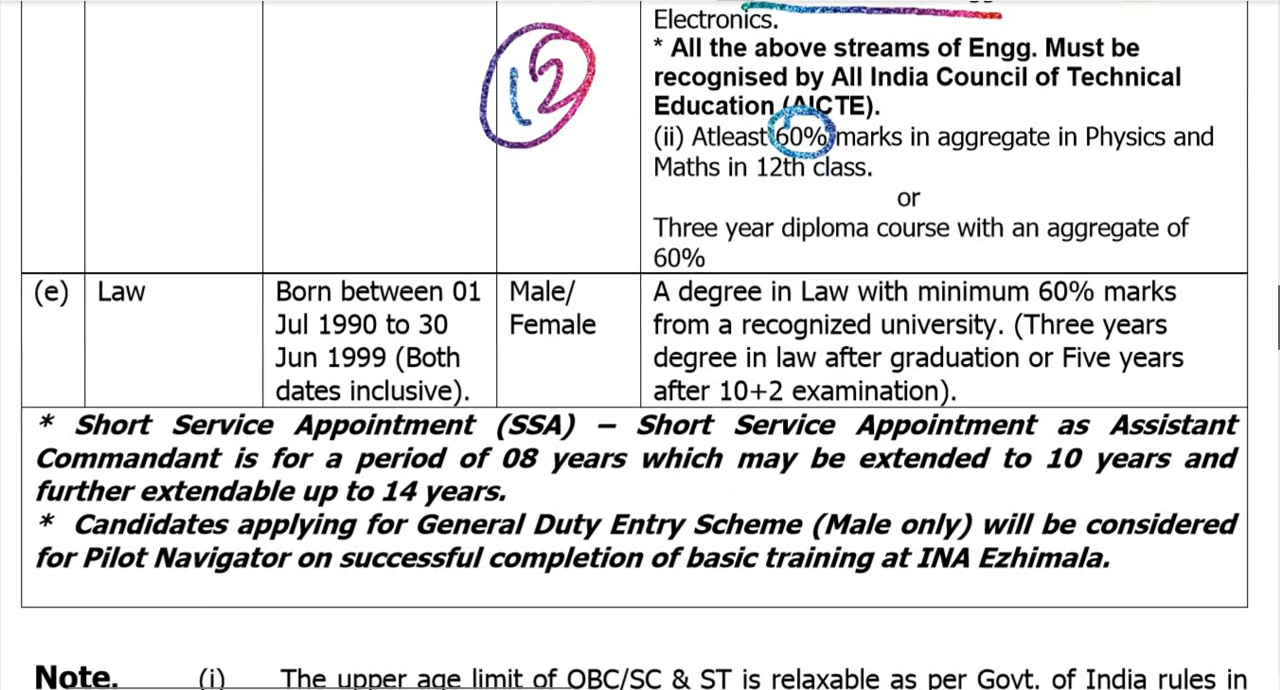 Electronics.
* All the above streams of Engg. Must be
recognised by All India Council of Technical
Education (AICTE).
(ii) Atleast 60% marks in aggregate in Physics and
Maths in 12th class.
or
Three year diploma course with an aggregate of
60%
12
(e) Law Born between 01 Male/ A degree in Law with minimum 60% marks
Jul 1990 to 30 Female from a recognized university. (Three years
Jun 1999 (Both degree in law after graduation or Five years
dates inclusive). after 10+2 examination).
* Short Service Appointment (SSA) – Short Service Appointment as Assistant
Commandant is for a period of 08 years which may be extended to 10 years and
further extendable up to 14 years.
* Candidates applying for General Duty Entry Scheme (Male only) will be considered
for Pilot Navigator on successful completion of basic training at INA Ezhimala.
Note. (i) The upper age limit of OBC/SC & ST is relaxable as per Govt. of India rules in